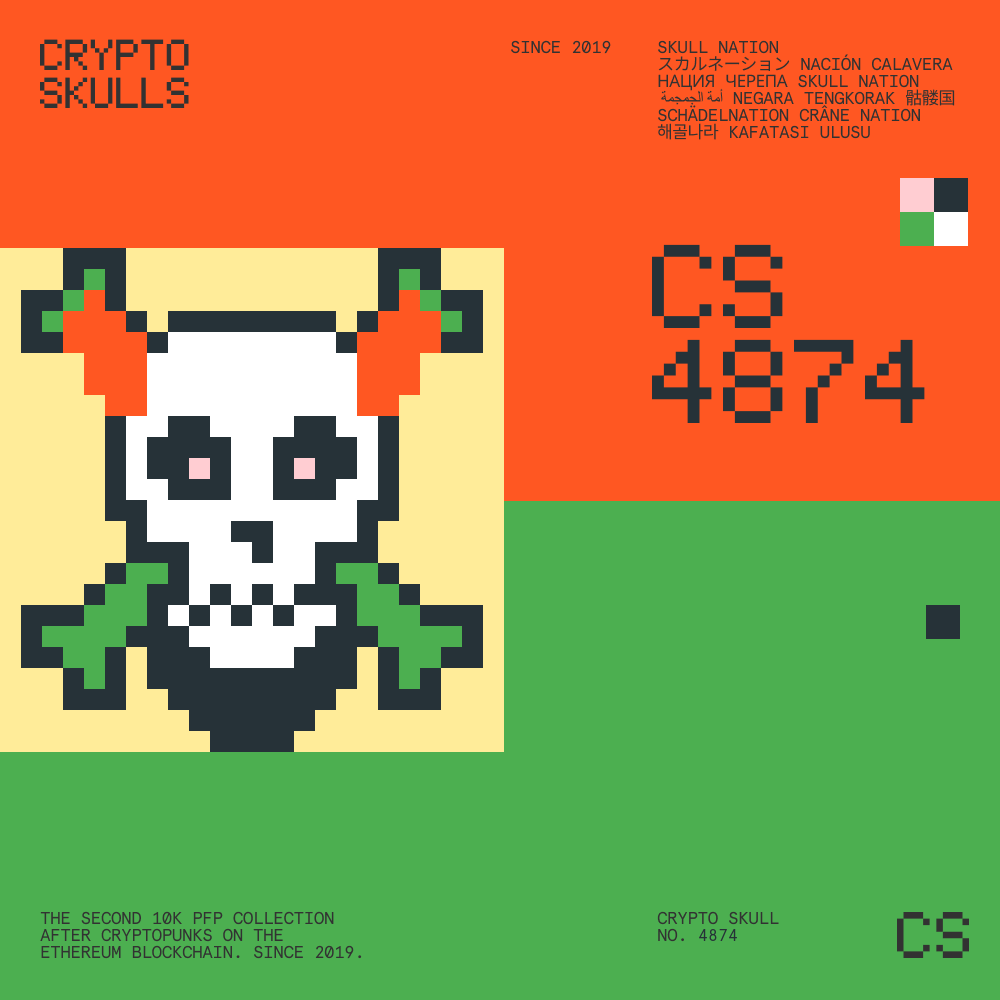 CRYPTO
SKULLS
SINCE 2019
SKULL NATION
スカルネーション NACIÓN CALAVERA
НАЦИЯ ЧЕРЕПА SKULL NATION
أمة الجمجمة NEGARA TENGKORAK 骷髅国
SCHÄDELNATION CRÂNE NATION
해골나라 KAFATASI ULUSU
CS
4874
THE SECOND 10K PFP COLLECTION
AFTER CRYPTOPUNKS ON THE
ETHEREUM BLOCKCHAIN. SINCE 2019.
CRYPTO SKULL
NO. 4874
CS